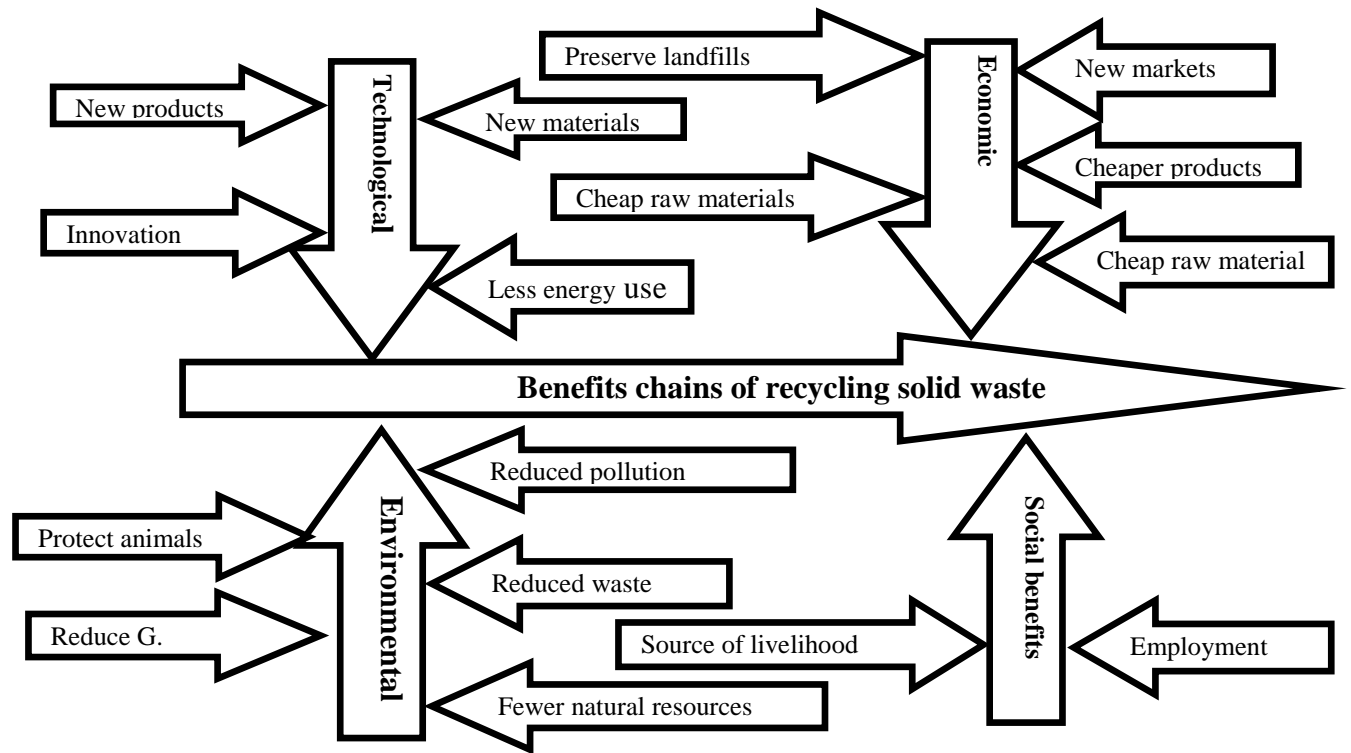 Preserve landfills
Economic
New markets
Technological
New products
New materials
Cheaper products
Cheap raw materials
Innovation
Cheap raw material
Less energy use
Benefits chains of recycling solid waste
Reduced pollution
Environmental
Social benefits
Protect animals
Reduced waste
Reduce G.
Source of livelihood
Employment
Fewer natural resources